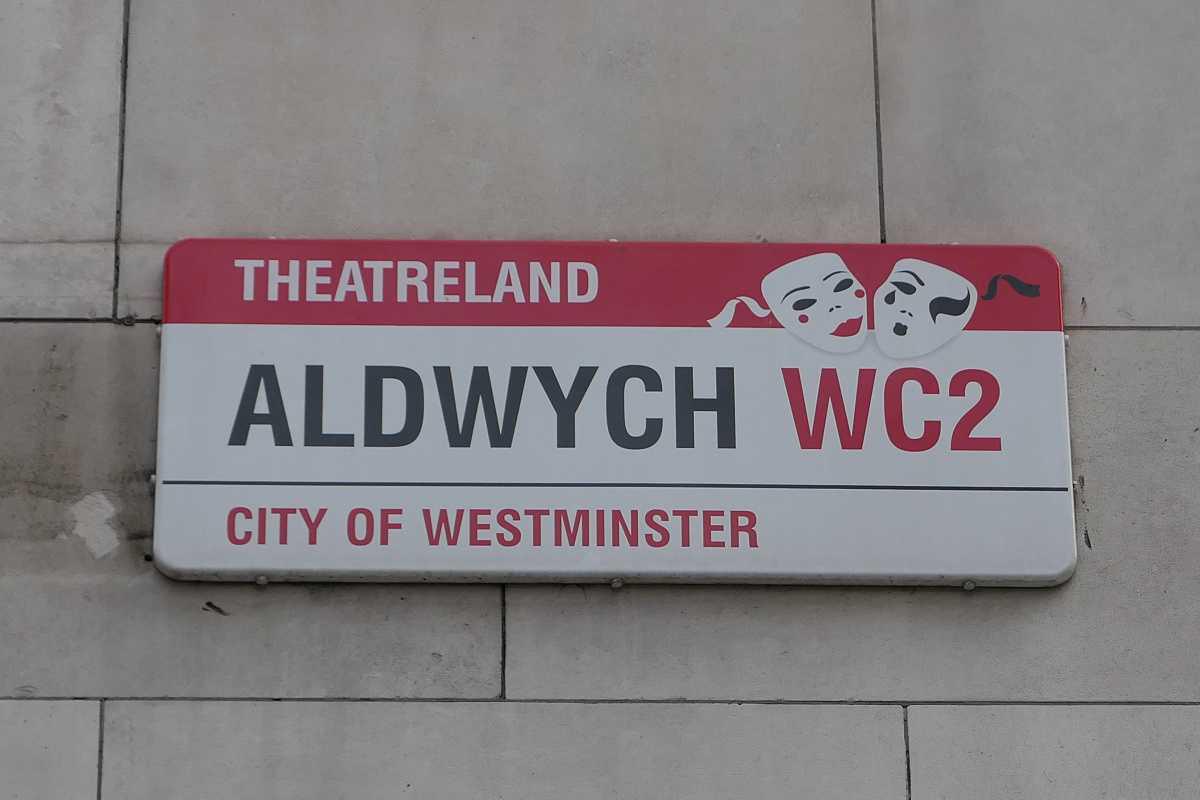 THEATRELAND
ALDWYCH WC2
CITY OF WESTMINSTER